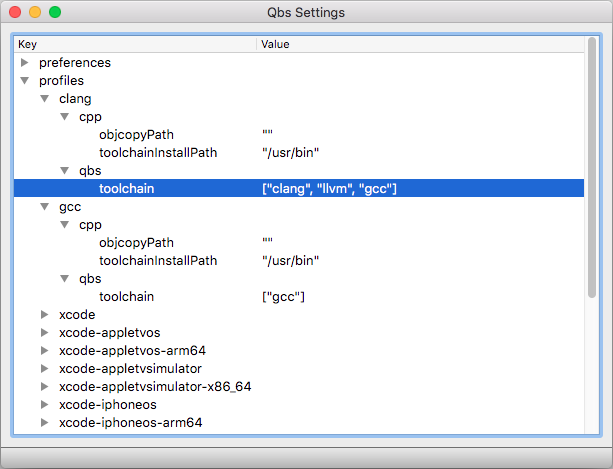 Qbs Settings
Key Value
preferences
profiles
clang
cpp
objcopyPath ""
toolchainInstallPath "/usr/bin"
qbs
toolchain ["clang", "llvm", "gcc"]
gcc
cpp
objcopyPath ""
toolchainInstallPath "/usr/bin"
qbs
toolchain ["gcc"]
xcode
xcode-appletvos
xcode-appletvos-arm64
xcode-appletvsimulator
xcode-appletvsimulator-x86_64
xcode-iphoneos
xcode-iphoneos-arm64